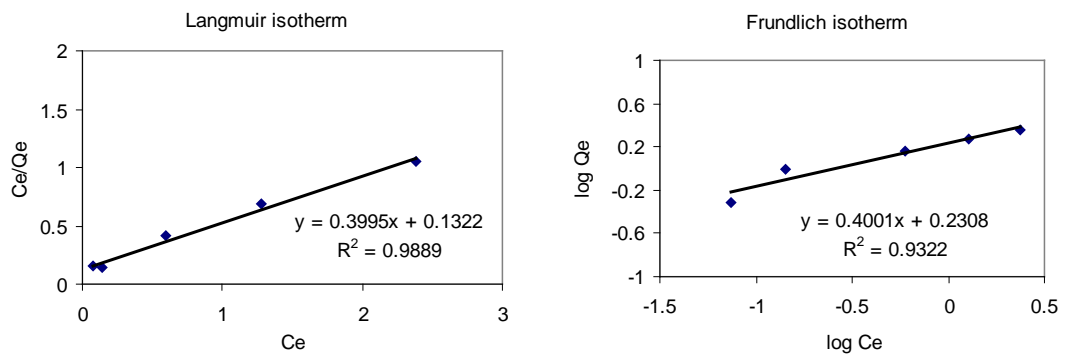 Langmuir isotherm
2
1.5
1
0.5
0
0
1
2
3
Ce/Qe
Ce
y = 0.3995x + 0.1322
R² = 0.9889
Frundlich isotherm
1
0.6
0.2
-0.2
-0.6
-1
-1.5
-1
-0.5
0
0.5
log Qe
log Ce
y = 0.4001x + 0.2308
R² = 0.9322